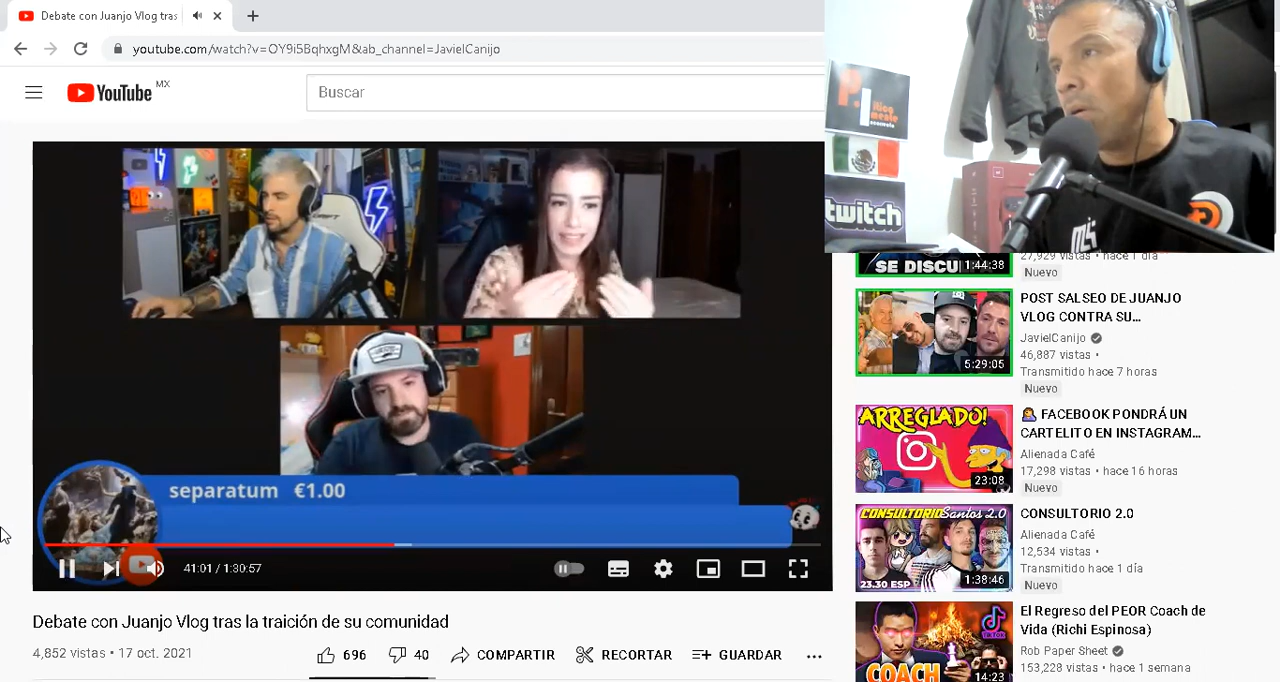 Debate con Juanjo Vlog tras
youtube.com/watch?v=OY9i5BqhxgM&ab_channel=JavielCanijo
YouTube MX
Buscar
twitch
separatum €1.00
41:01 / 1:30:57
Debate con Juanjo Vlog tras la traición de su comunidad
4,852 vistas • 17 oct. 2021
696
40
COMPARTIR
RECORTAR
GUARDAR
SE DISCU
1:44:38
27,929 vistas • hace 1 día
Nuevo
5:29:05
POST SALSEO DE JUANJO
VLOG CONTRA SU...
JavielCanijo
46,887 vistas •
Transmitido hace 7 horas
Nuevo
ARREGLADO!
23:08
FACEBOOK PONDRÁ UN
CARTELITO EN INSTAGRAM...
Alienada Café
17,298 vistas • hace 16 horas
Nuevo
CONSULTORIO Santos 2.0
23.30 ESP
1:38:46
CONSULTORIO 2.0
Alienada Café
12,534 vistas •
Transmitido hace 1 día
Nuevo
COACH
14:23
El Regreso del PEOR Coach de
Vida (Richi Espinosa)
Rob Paper Sheet
153,228 vistas • hace 1 semana